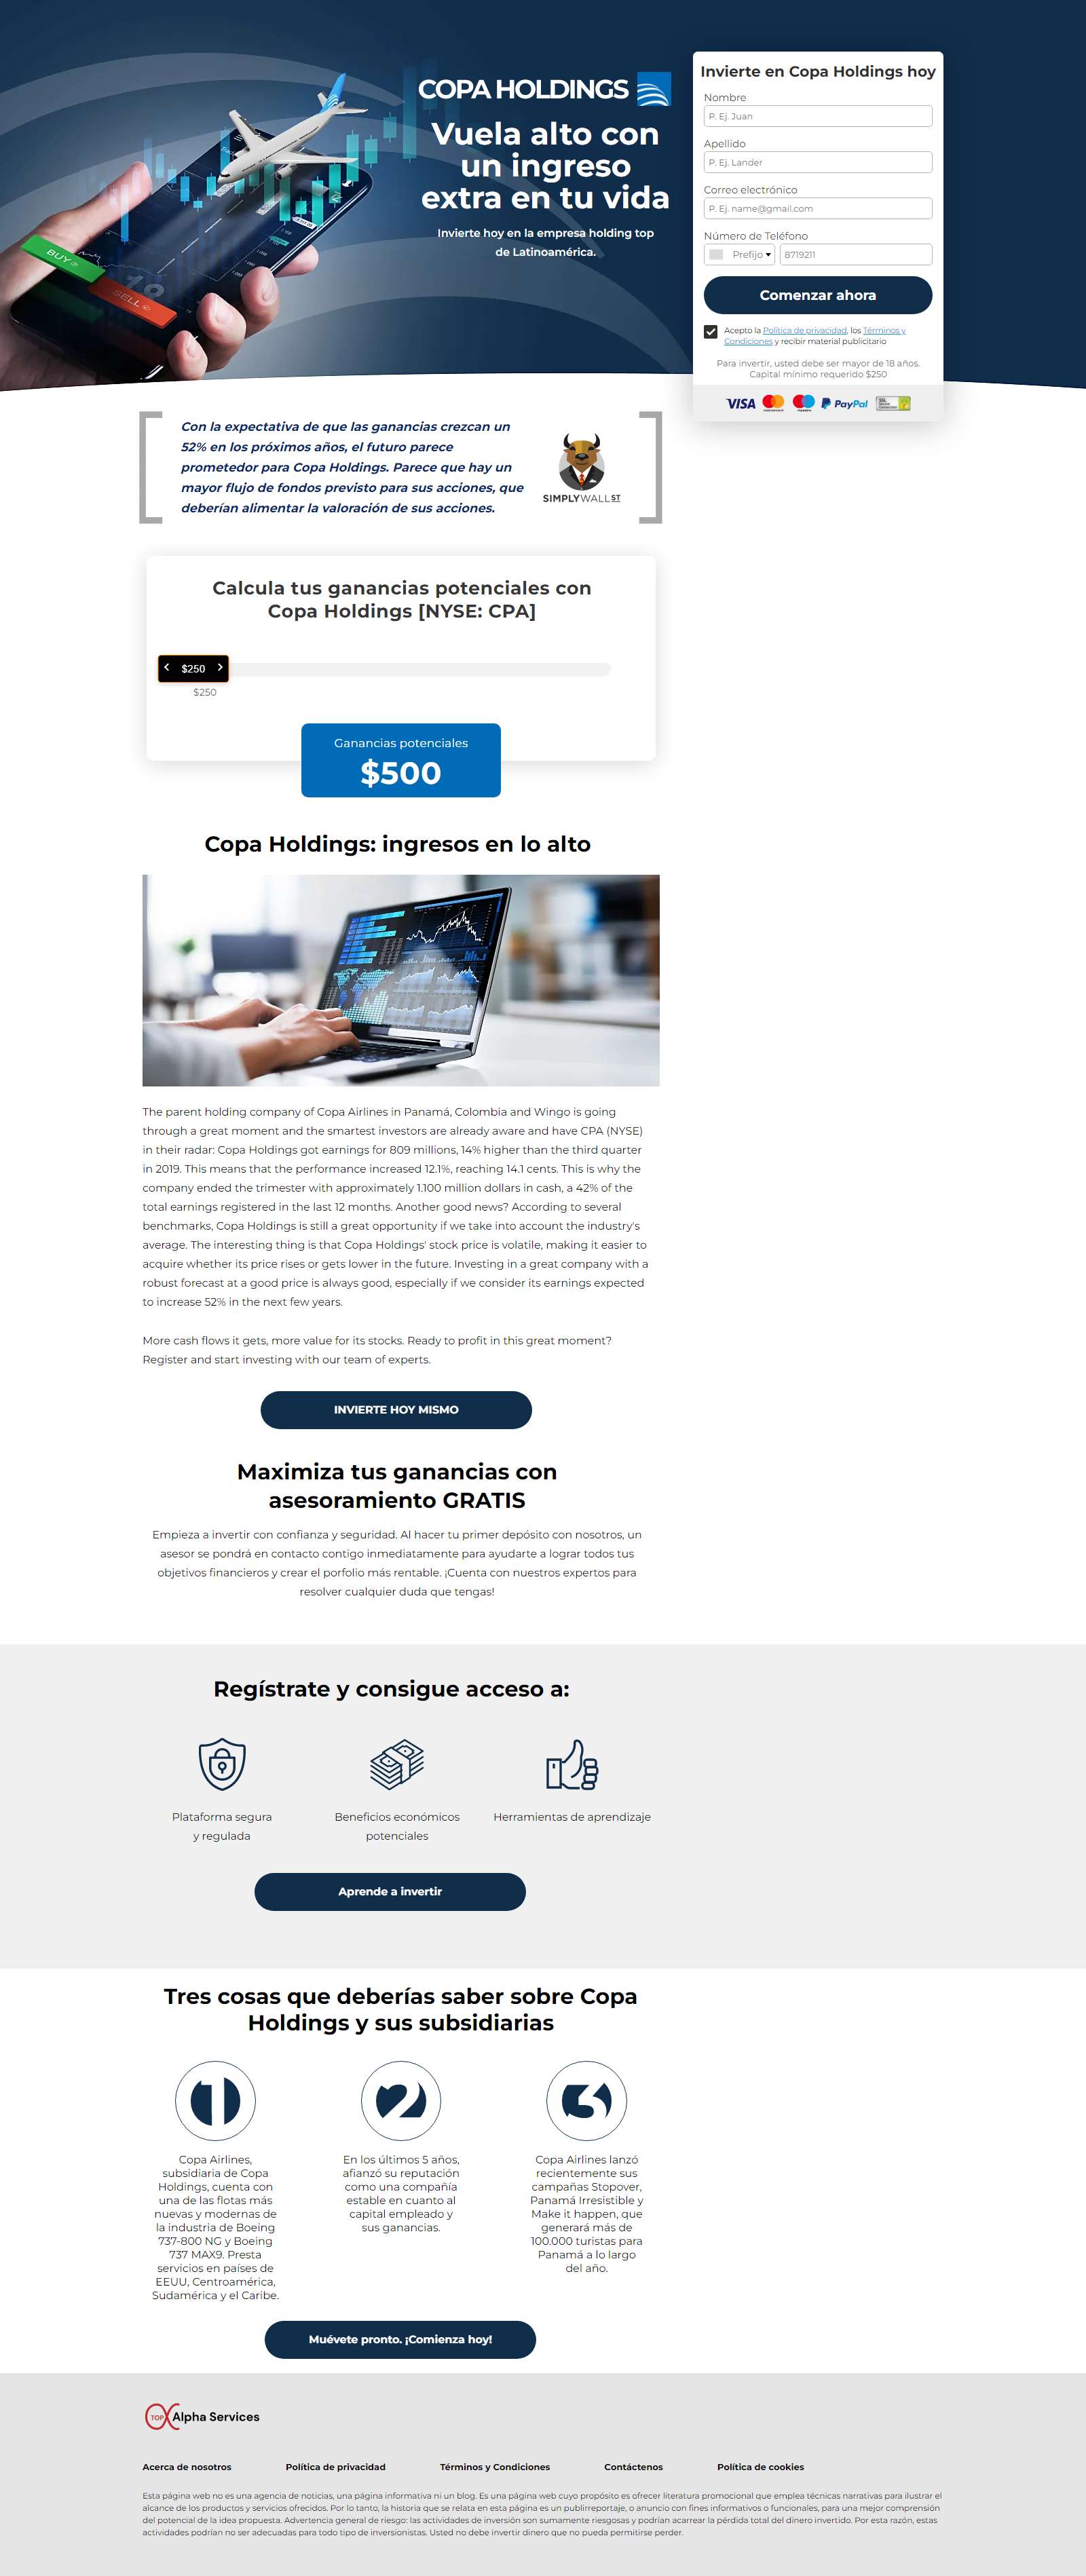 COPA HOLDINGS
Vuela alto con
un ingreso
extra en tu vida
Invierte hoy en la empresa holding top
de Latinoamérica.
BUY
SELL
Invierte en Copa Holdings hoy
Nombre
P. Ej. Juan
Apellido
P. Ej. Lander
Correo electrónico
P. Ej. name@gmail.com
Número de Teléfono
Prefijo
8719211
Comenzar ahora
Acepto la Política de privacidad, los Términos y
Condiciones y recibir material publicitario
Para invertir, usted debe ser mayor de 18 años.
Capital mínimo requerido $250
VISA PayPal
Con la expectativa de que las ganancias crezcan un
52% en los próximos años, el futuro parece
prometedor para Copa Holdings. Parece que hay un
mayor flujo de fondos previsto para sus acciones, que
deberían alimentar la valoración de sus acciones.
SIMPLYWALLST
Calcula tus ganancias potenciales con
Copa Holdings [NYSE: CPA]
$250
$250
Ganancias potenciales
$500
Copa Holdings: ingresos en lo alto
The parent holding company of Copa Airlines in Panamá, Colombia and Wingo is going
through a great moment and the smartest investors are already aware and have CPA (NYSE)
in their radar: Copa Holdings got earnings for 809 millions, 14% higher than the third quarter
in 2019. This means that the performance increased 12.1%, reaching 14.1 cents. This is why the
company ended the trimester with approximately 1.100 million dollars in cash, a 42% of the
total earnings registered in the last 12 months. Another good news? According to several
benchmarks, Copa Holdings is still a great opportunity if we take into account the industry's
average. The interesting thing is that Copa Holdings' stock price is volatile, making it easier to
acquire whether its price rises or gets lower in the future. Investing in a great company with a
robust forecast at a good price is always good, especially if we consider its earnings expected
to increase 52% in the next few years.
More cash flows it gets, more value for its stocks. Ready to profit in this great moment?
Register and start investing with our team of experts.
INVIERTE HOY MISMO
Maximiza tus ganancias con
asesoramiento GRATIS
Empieza a invertir con confianza y seguridad. Al hacer tu primer depósito con nosotros, un
asesor se pondrá en contacto contigo inmediatamente para ayudarte a lograr todos tus
objetivos financieros y crear el porfolio más rentable. ¡Cuenta con nuestros expertos para
resolver cualquier duda que tengas!
Regístrate y consigue acceso a:
Plataforma segura
y regulada
Beneficios económicos
potenciales
Herramientas de aprendizaje
Aprende a invertir
Tres cosas que deberías saber sobre Copa
Holdings y sus subsidiarias
1
2
3
Copa Airlines,
subsidiaria de Copa
Holdings, cuenta con
una de las flotas más
nuevas y modernas de
la industria de Boeing
737-800 NG y Boeing
737 MAX9. Presta
servicios en países de
EEUU, Centroamérica,
Sudamérica y el Caribe.
En los últimos 5 años,
afianzó su reputación
como una compañía
estable en cuanto al
capital empleado y
sus ganancias.
Copa Airlines lanzó
recientemente sus
campañas Stopover,
Panamá Irresistible y
Make it happen, que
generará más de
100.000 turistas para
Panamá a lo largo
del año.
Muévete pronto. ¡Comienza hoy!
TOP Alpha Services
Acerca de nosotros
Política de privacidad
Términos y Condiciones
Contáctenos
Política de cookies
Esta página web no es una agencia de noticias, una página informativa ni un blog. Es una página web cuyo propósito es ofrecer literatura promocional que emplea técnicas narrativas para ilustrar el
alcance de los productos y servicios ofrecidos. Por lo tanto, la historia que se relata en esta página es un publirreportaje, o anuncio con fines informativos o funcionales, para una mejor comprensión
del potencial de la idea propuesta. Advertencia general de riesgo: las actividades de inversión son sumamente riesgosas y podrían acarrear la pérdida total del dinero invertido. Por esta razón, estas
actividades podrían no ser adecuadas para todo tipo de inversionistas. Usted no debe invertir dinero que no pueda permitirse perder.